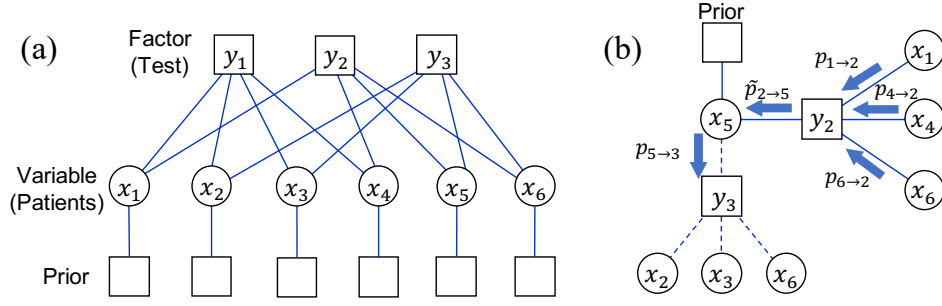 (a)
Factor
(Test)
y₁ y₂ y₃
Variable
(Patients)
x₁ x₂ x₃ x₄ x₅ x₆
Prior
(b)
Prior
x₁
p₁→₂
p̃₂→₅
p₄→₂
x₅
y₂
x₄
p₅→₃
p₆→₂
x₆
y₃
x₂ x₃ x₆